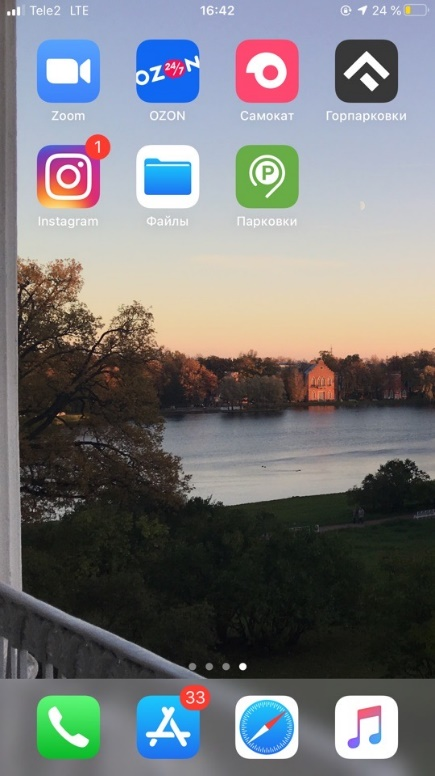 Tele2 LTE 16:42 24 %
OZON 24/7
Zoom OZON Самокат Горпарковки
1
P
Instagram Файлы Парковки
33